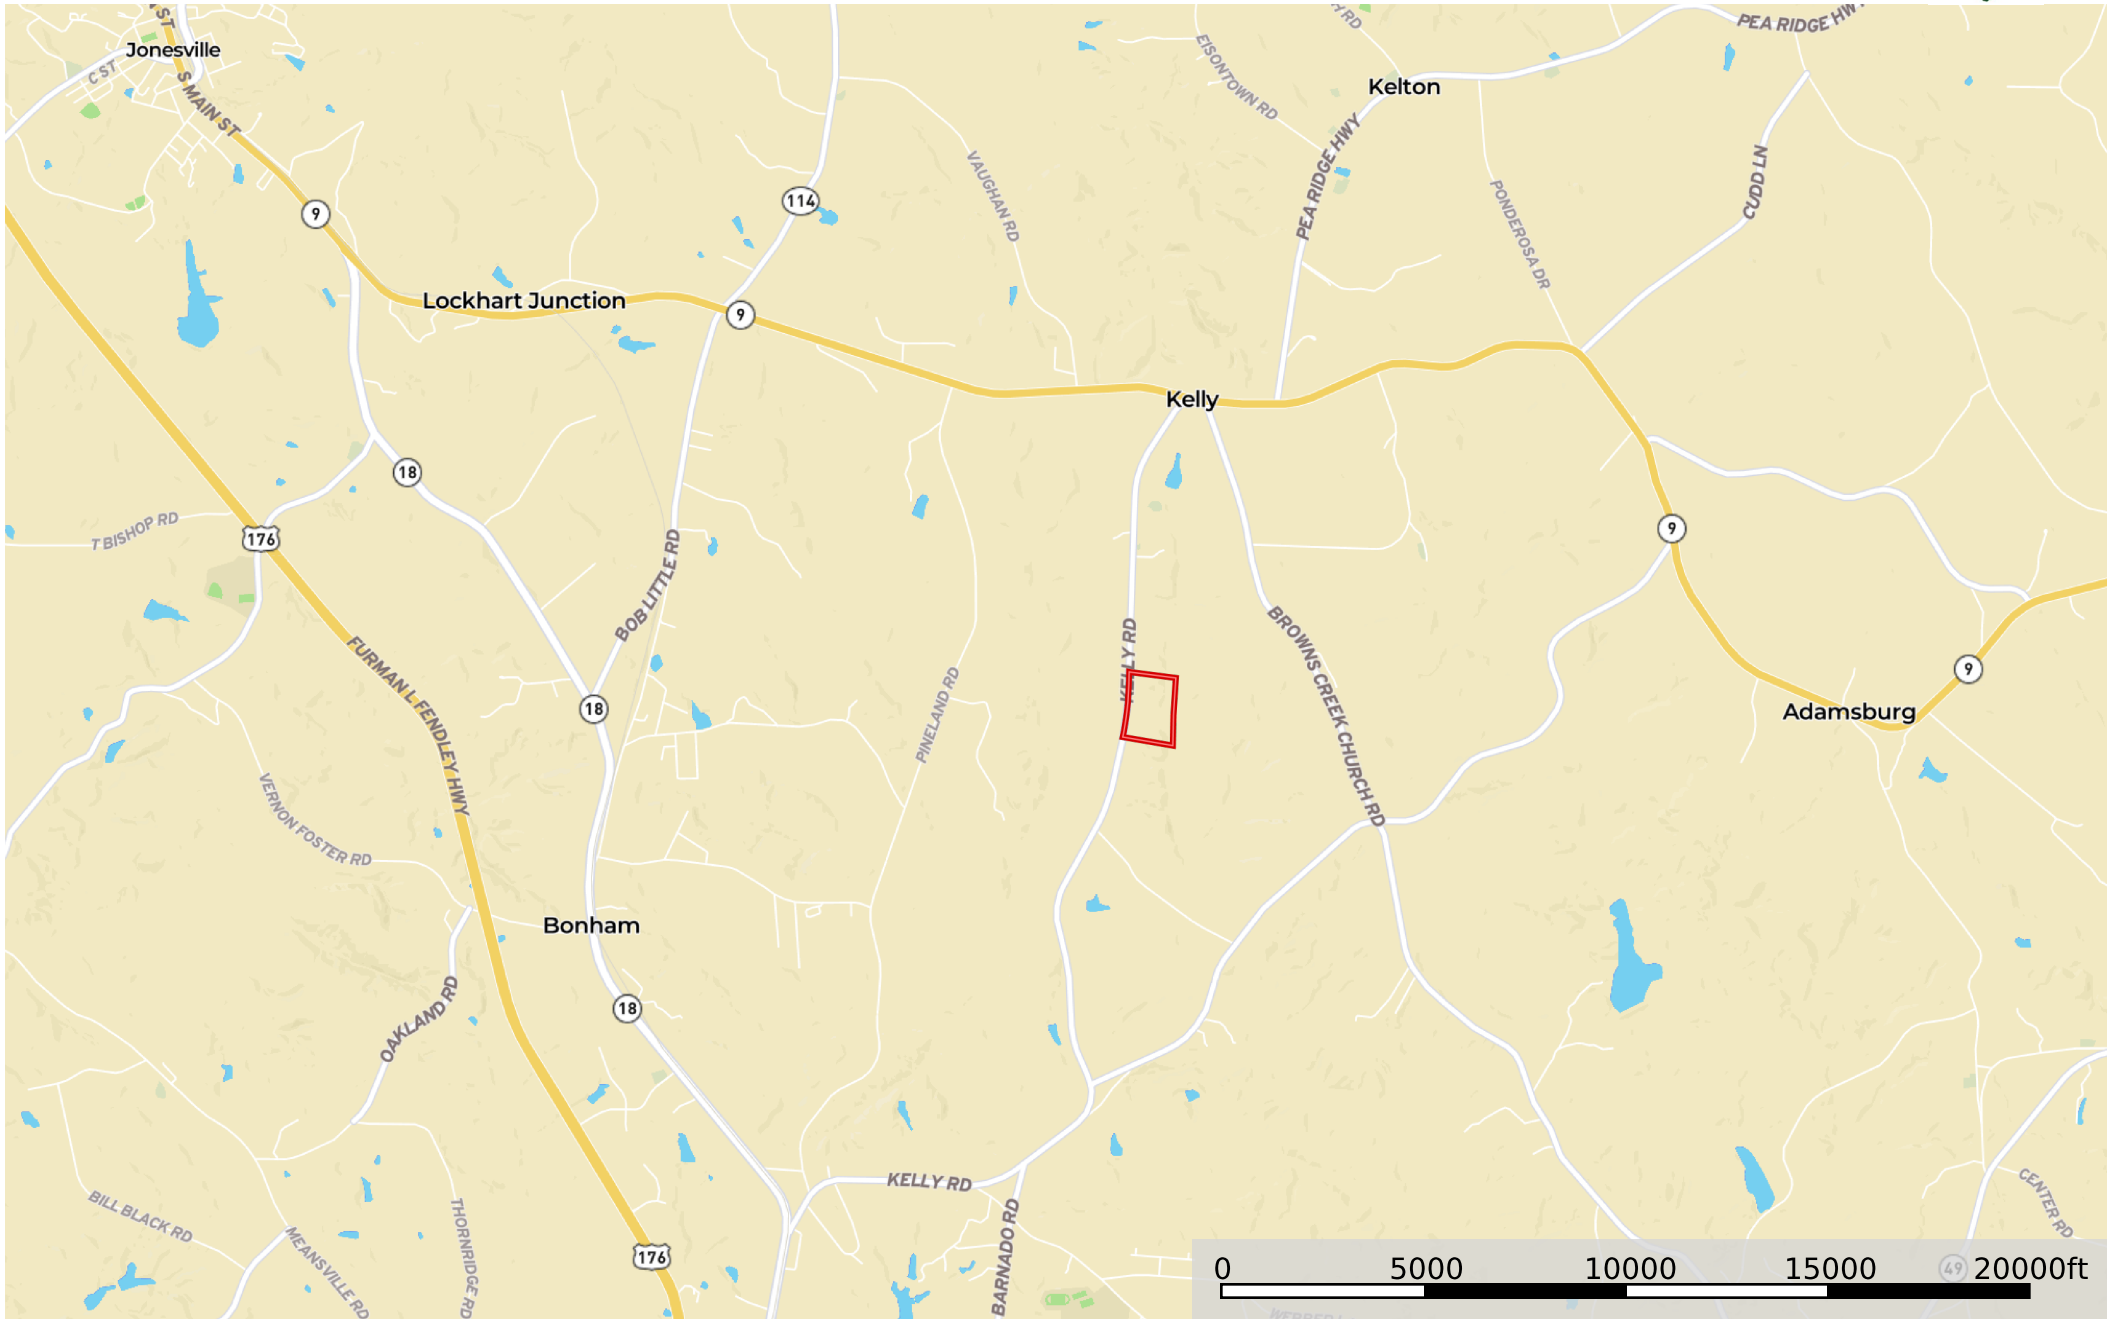 PEA RIDGE HWY
Jonesville
C ST
S MAIN ST
EISONTOWN RD
Kelton
PEA RIDGE HWY
VAUGHAN RD
CUDD LN
PONDEROSA DR
114
9
Lockhart Junction
9
Kelly
18
T BISHOP RD
176
9
BOB LITTLE RD
KELLY RD
BROWNS CREEK CHURCH RD
FURMAN L FENDLEY HWY
PINELAND RD
9
18
Adamsburg
VERNON FOSTER RD
Bonham
OAKLAND RD
18
KELLY RD
BARNADO RD
BILL BLACK RD
MEANSVILLE RD
THORNRIDGE RD
CENTER RD
176
49
0 5000 10000 15000 20000ft